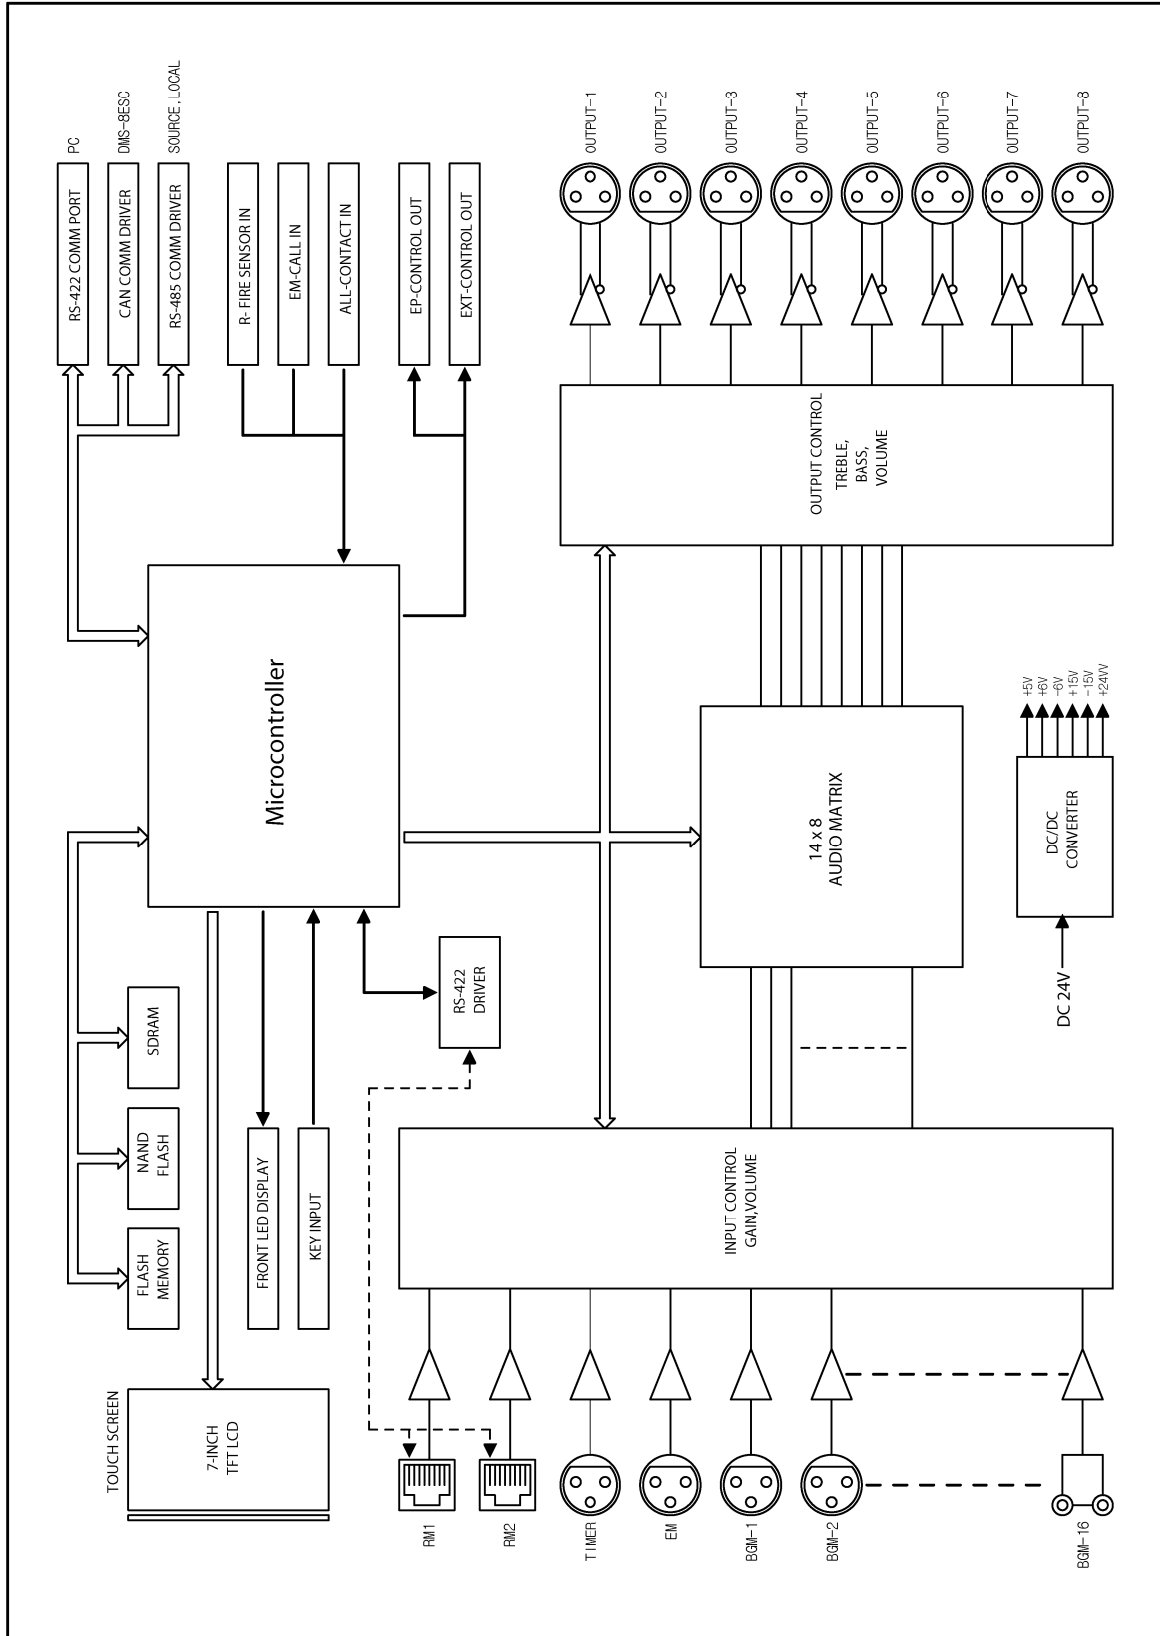 TOUCH SCREEN
7-INCH
TFT LCD
FLASH
MEMORY
NAND
FLASH
SDRAM
FRONT LED DISPLAY
KEY INPUT
Microcontroller
RS-422 COMM PORT
PC
CAN COMM DRIVER
DMS-8ESC
RS-485 COMM DRIVER
SOURCE, LOCAL
R- FIRE SENSOR IN
EM-CALL IN
ALL-CONTACT IN
EP-CONTROL OUT
EXT-CONTROL OUT
RS-422
DRIVER
RM1
RM2
TIMER
EM
BGM-1
BGM-2
BGM-16
INPUT CONTROL
GAIN,VOLUME
14 x 8
AUDIO MATRIX
OUTPUT CONTROL
TREBLE,
BASS,
VOLUME
OUTPUT-1
OUTPUT-2
OUTPUT-3
OUTPUT-4
OUTPUT-5
OUTPUT-6
OUTPUT-7
OUTPUT-8
DC 24V
DC/DC
CONVERTER
+5V
+6V
-6V
+15V
-15V
+24VV